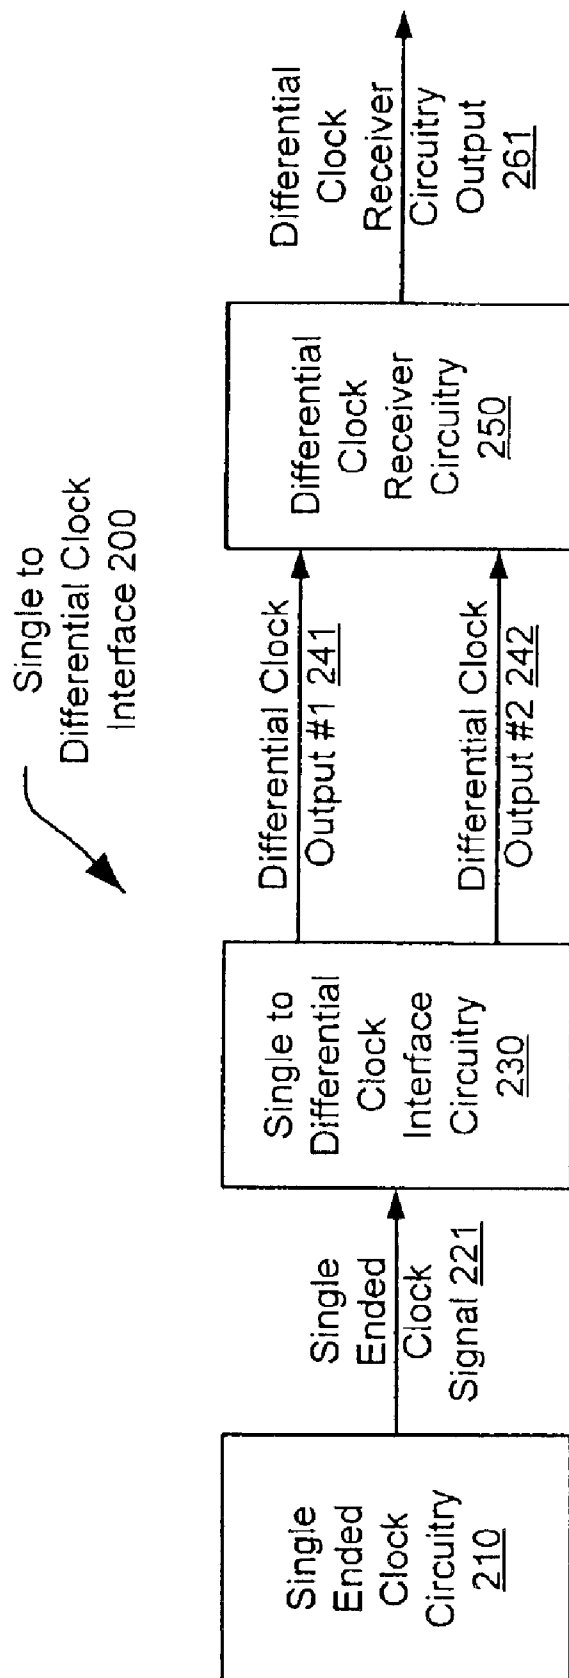 Single to
Differential Clock
Interface 200
Single
Ended
Clock
Circuitry
210
Single
Ended
Clock
Signal 221
Single to
Differential
Clock
Interface
Circuitry
230
Differential Clock
Output #1 241
Differential Clock
Output #2 242
Differential
Clock
Receiver
Circuitry
250
Differential
Clock
Receiver
Circuitry
Output
261